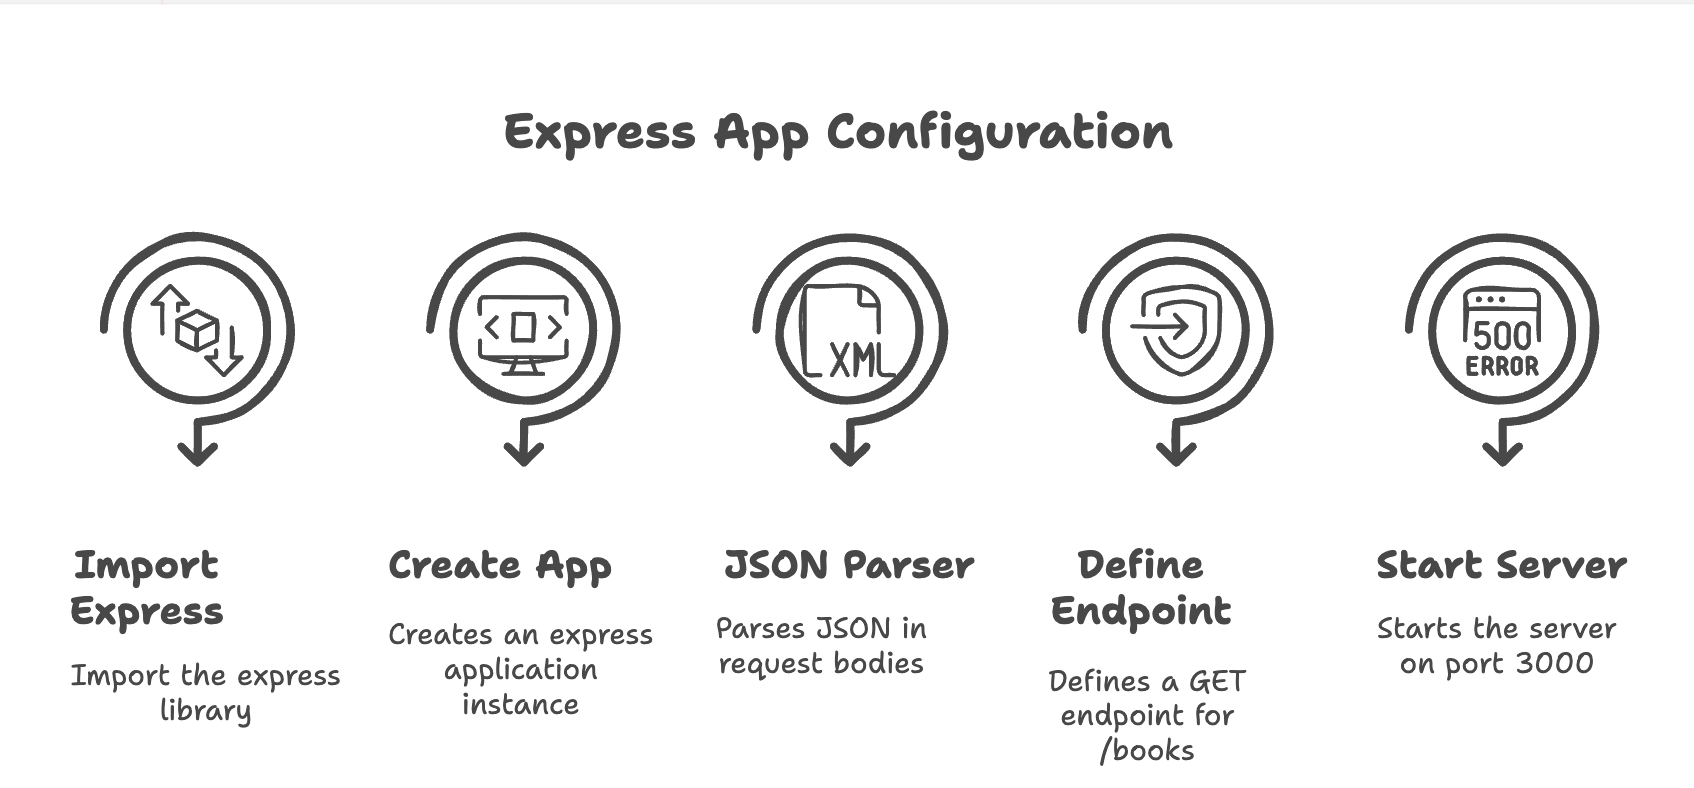 Express App Configuration
XML
500
ERROR
Import
Express
Import the express
library
Create App
Creates an express
application
instance
JSON Parser
Parses JSON in
request bodies
Define
Endpoint
Defines a GET
endpoint for
/books
Start Server
Starts the server
on port 3000